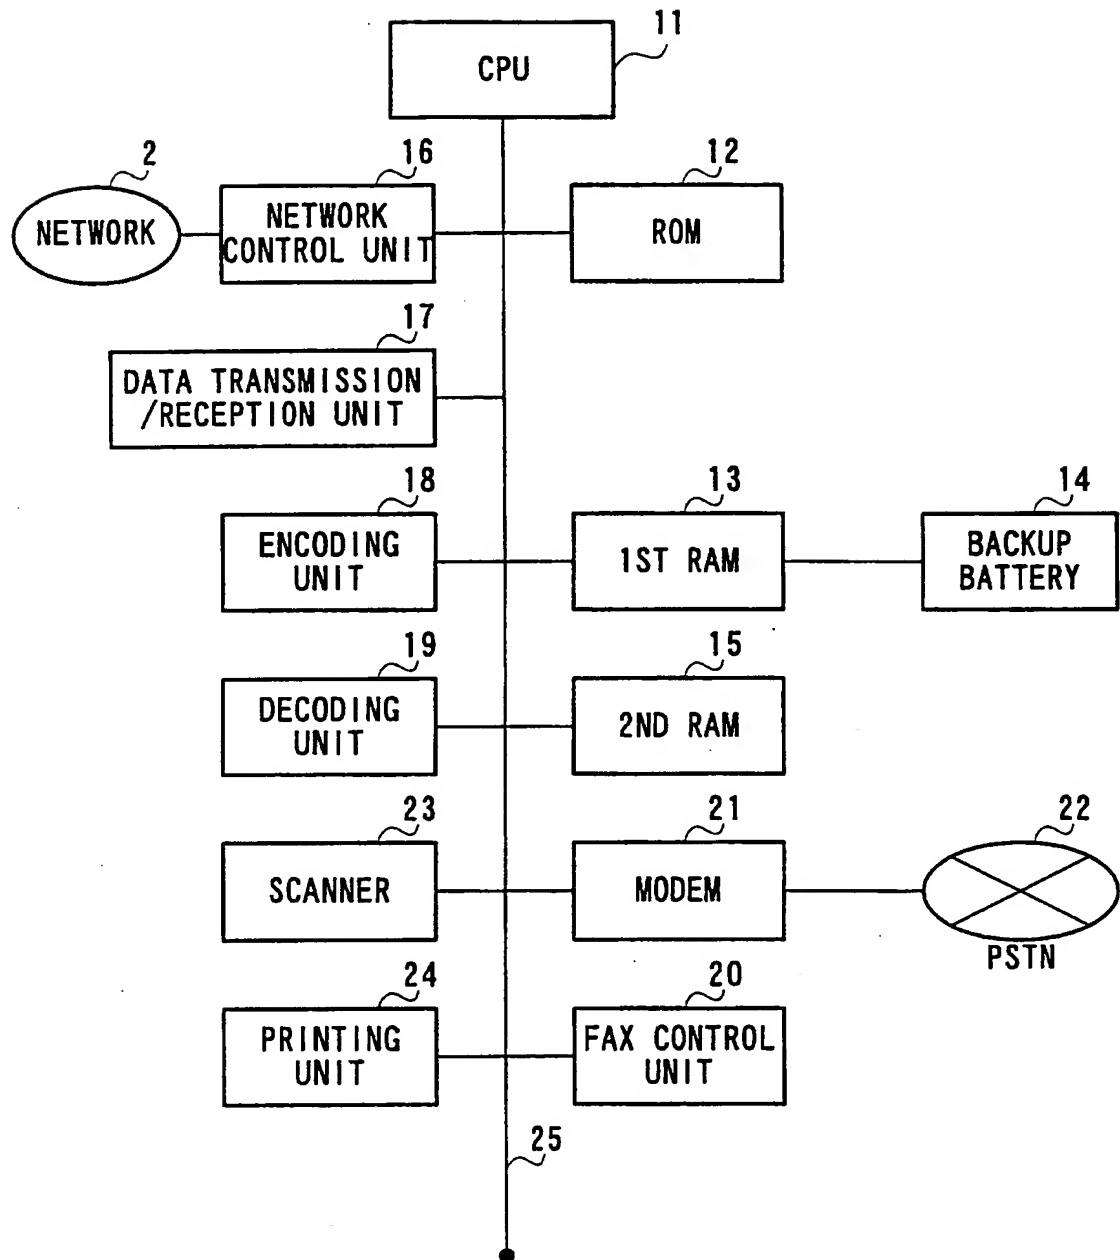 11
CPU
2
16
12
NETWORK
NETWORK
CONTROL UNIT
ROM
17
DATA TRANSMISSION
/RECEPTION UNIT
18
13
14
ENCODING
UNIT
1ST RAM
BACKUP
BATTERY
19
15
DECODING
UNIT
2ND RAM
23
21
22
SCANNER
MODEM
PSTN
24
20
PRINTING
UNIT
FAX CONTROL
UNIT
25